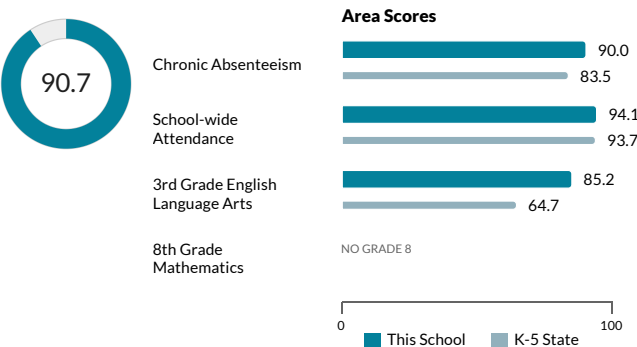 Area Scores
90.7
Chronic Absenteeism
90.0
83.5
School-wide
Attendance
94.1
93.7
3rd Grade English
Language Arts
85.2
64.7
8th Grade
Mathematics
NO GRADE 8
0
100
This School
K-5 State